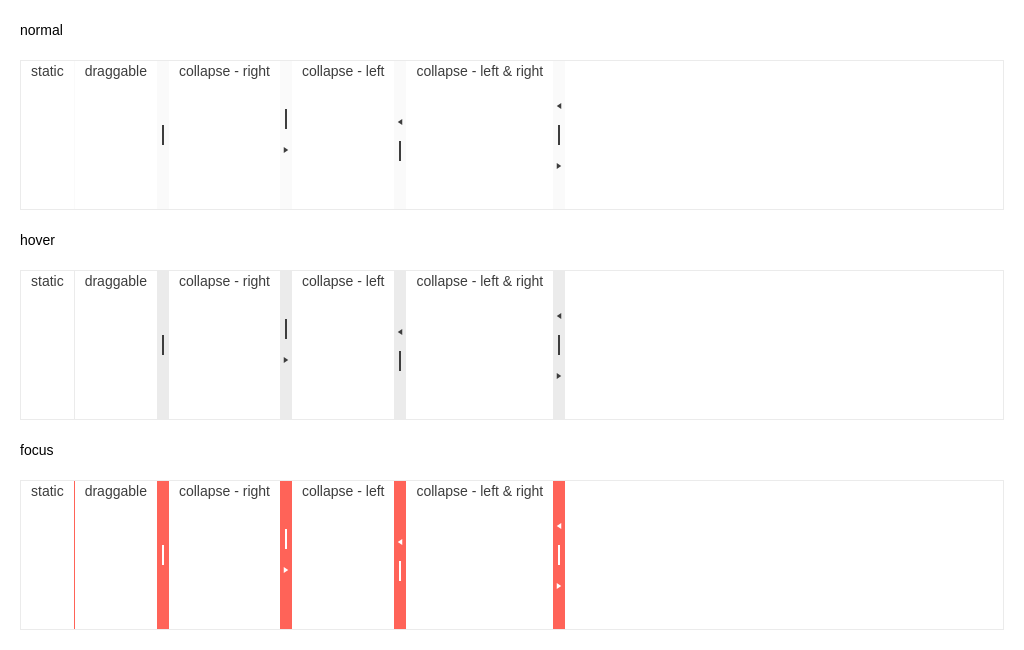 normal
static draggable collapse - right collapse - left collapse - left & right
hover
static draggable collapse - right collapse - left collapse - left & right
focus
static draggable collapse - right collapse - left collapse - left & right